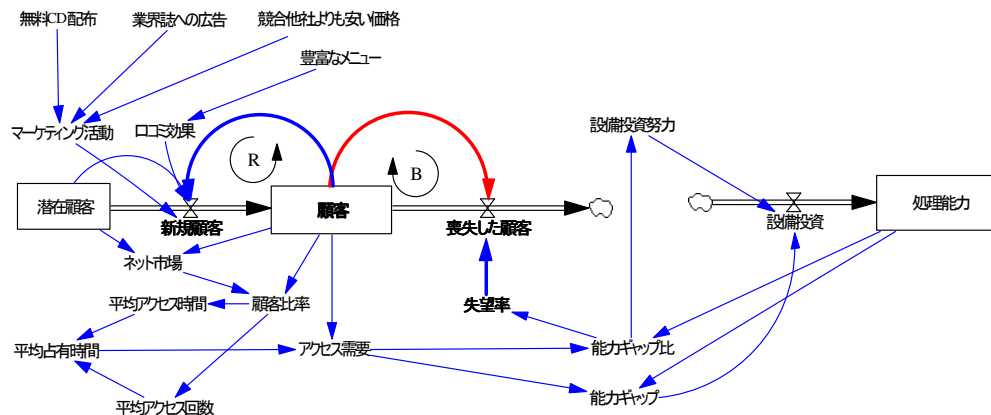 無料CD配布
業界誌への広告
競合他社よりも安い価格
豊富なメニュー
マーケティング活動
口コミ効果
設備投資努力
R
B
潜在顧客
顧客
処理能力
新規顧客
喪失した顧客
設備投資
ネット市場
平均アクセス時間
顧客比率
失望率
平均占有時間
アクセス需要
能力ギャップ比
能力ギャップ
平均アクセス回数